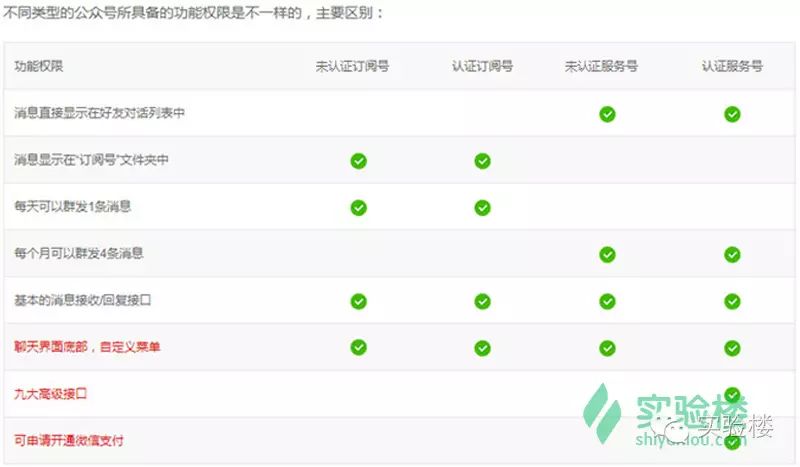 不同类型的公众号所具备的功能权限是不一样的，主要区别：
功能权限 未认证订阅号 认证订阅号 未认证服务号 认证服务号
消息直接显示在好友对话列表中
消息显示在“订阅号”文件夹中
每天可以群发1条消息
每个月可以群发4条消息
基本的消息接收/回复接口
聊天界面底部，自定义菜单
九大高级接口
可申请开通微信支付
实验楼
shiyanlou.com
实验楼